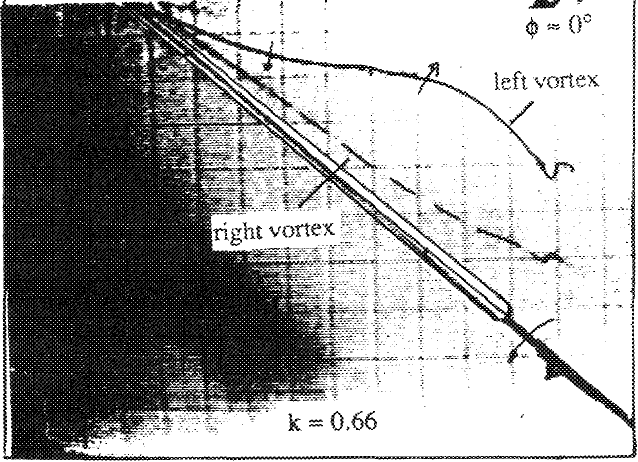 φ = 0°
left vortex
right vortex
k = 0.66